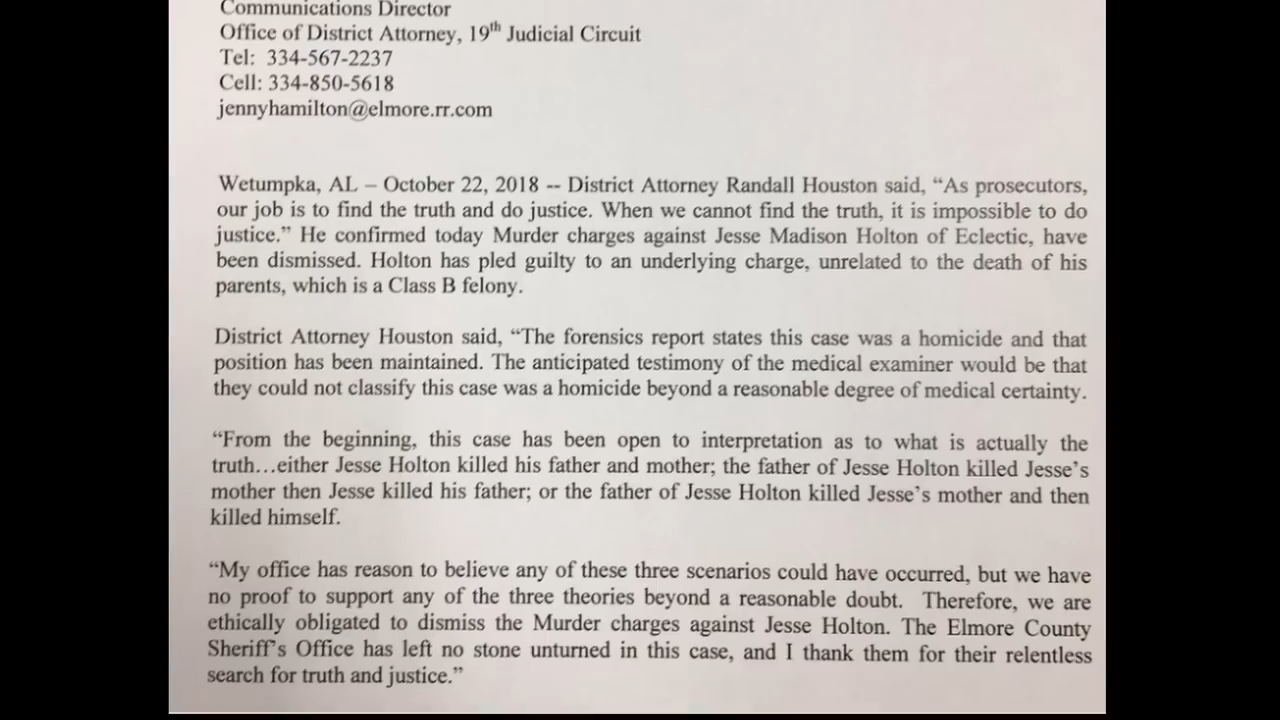 Communications Director
Office of District Attorney, 19th Judicial Circuit
Tel: 334-567-2237
Cell: 334-850-5618
jennyhamilton@elmore.rr.com
Wetumpka, AL – October 22, 2018 -- District Attorney Randall Houston said, “As prosecutors,
our job is to find the truth and do justice. When we cannot find the truth, it is impossible to do
justice.” He confirmed today Murder charges against Jesse Madison Holton of Eclectic, have
been dismissed. Holton has pled guilty to an underlying charge, unrelated to the death of his
parents, which is a Class B felony.
District Attorney Houston said, “The forensics report states this case was a homicide and that
position has been maintained. The anticipated testimony of the medical examiner would be that
they could not classify this case was a homicide beyond a reasonable degree of medical certainty.
“From the beginning, this case has been open to interpretation as to what is actually the
truth…either Jesse Holton killed his father and mother; the father of Jesse Holton killed Jesse’s
mother then Jesse killed his father; or the father of Jesse Holton killed Jesse’s mother and then
killed himself.
“My office has reason to believe any of these three scenarios could have occurred, but we have
no proof to support any of the three theories beyond a reasonable doubt. Therefore, we are
ethically obligated to dismiss the Murder charges against Jesse Holton. The Elmore County
Sheriff’s Office has left no stone unturned in this case, and I thank them for their relentless
search for truth and justice.”